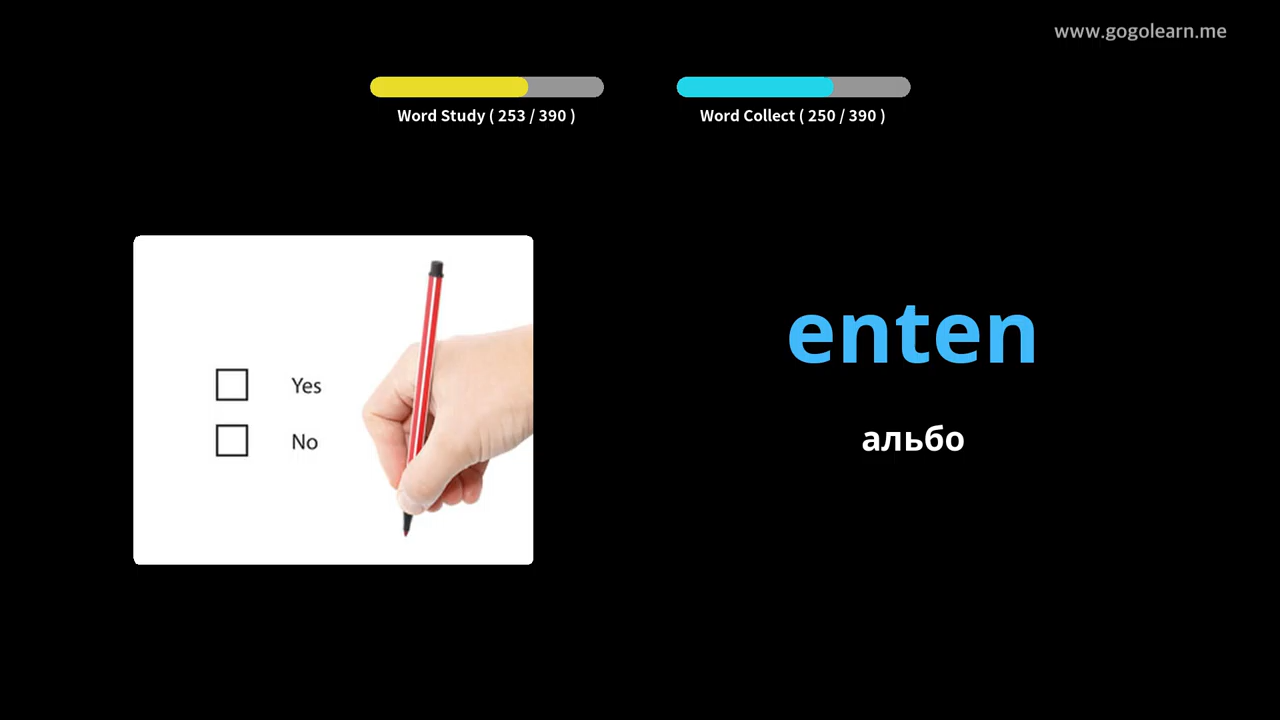 www.gogolearn.me
Word Study ( 253 / 390 )
Word Collect ( 250 / 390 )
Yes
No
enten
альбо